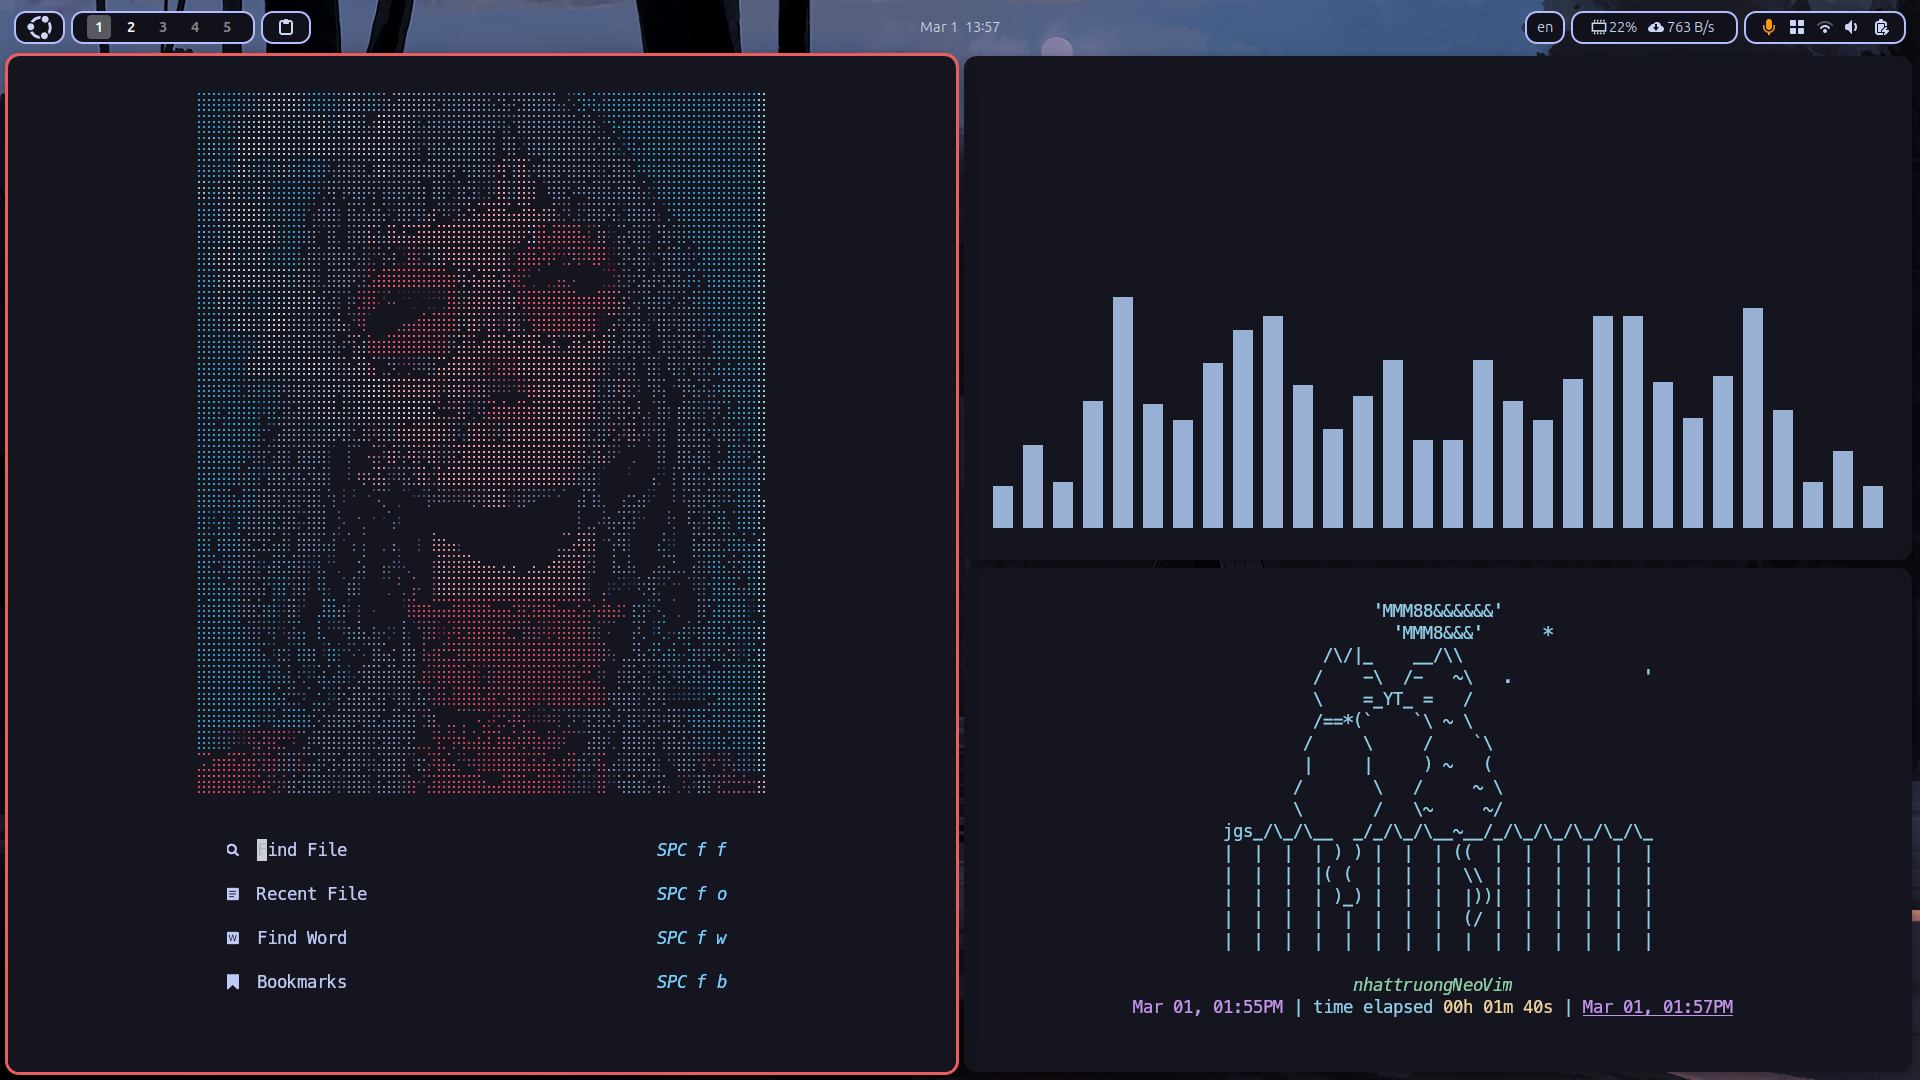 1 2 3 4 5
Mar 1 13:57
en
22% 763 B/s
Find File SPC f f
Recent File SPC f o
Find Word SPC f w
Bookmarks SPC f b
'MMM88&&&&&&'
'MMM8&&&' *
/\/|_ __/\\
/ -\ /- ~\ . '
\ =_YT_ = /
/==*(` `\ ~ \
/ \ / `\
| | ) ~ (
/ \ / ~ \
\ / \~ ~/
jgs_/\_/\__ _/_/\_/\__~__/_/\_/\_/\_/\_/\_
| | | | ) ) | | | (( | | | | | |
| | | |( ( | | | \\ | | | | | |
| | | | )_) | | | |))| | | | | |
| | | | | | | | (/ | | | | | |
| | | | | | | | | | | | | | |
nhattruongNeoVim
Mar 01, 01:55PM | time elapsed 00h 01m 40s | Mar 01, 01:57PM